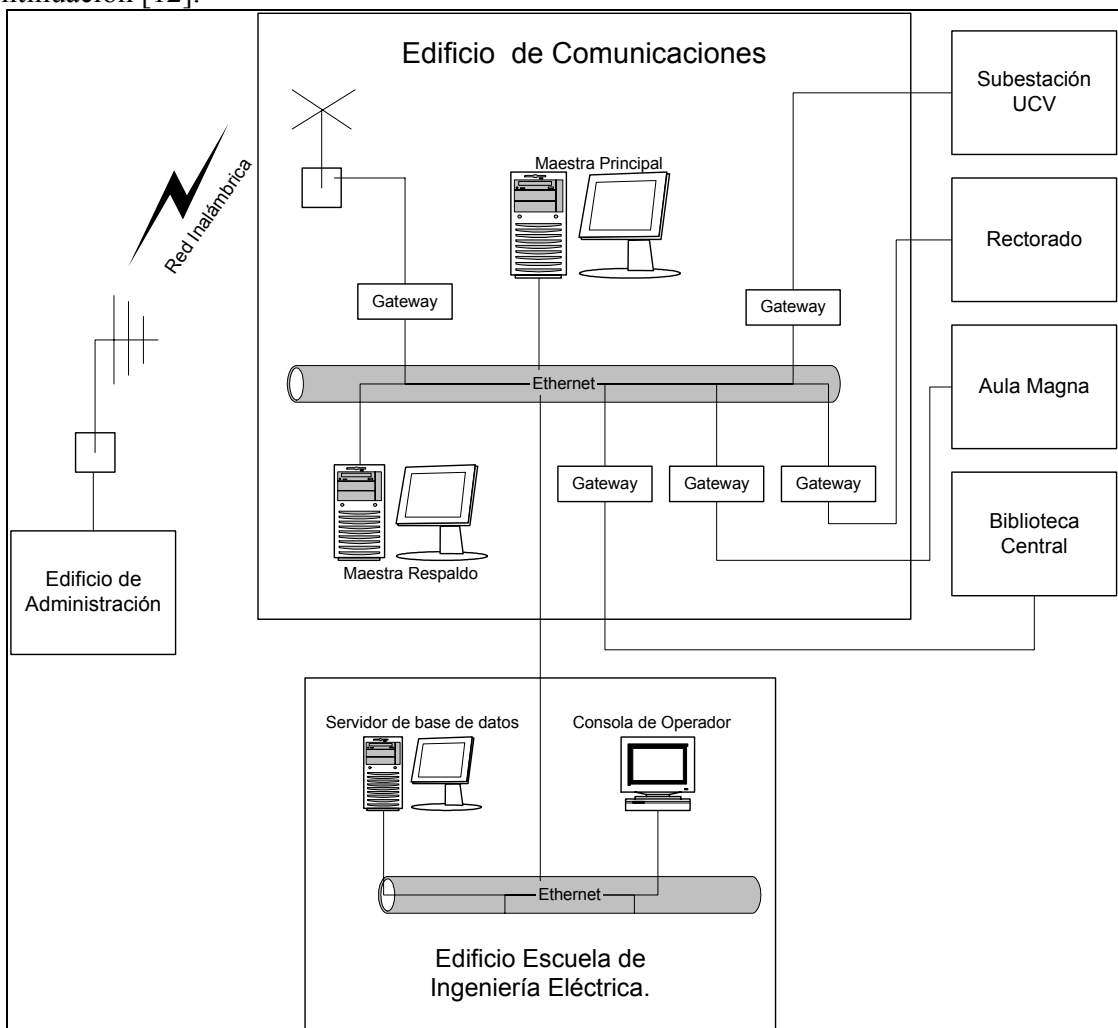 [12].
Edificio de Comunicaciones
Subestación
UCV
Maestra Principal
Red Inalámbrica
Rectorado
Gateway
Gateway
Ethernet
Aula Magna
Gateway
Gateway
Gateway
Biblioteca
Central
Maestra Respaldo
Edificio de
Administración
Servidor de base de datos
Consola de Operador
Ethernet
Edificio Escuela de
Ingeniería Eléctrica.